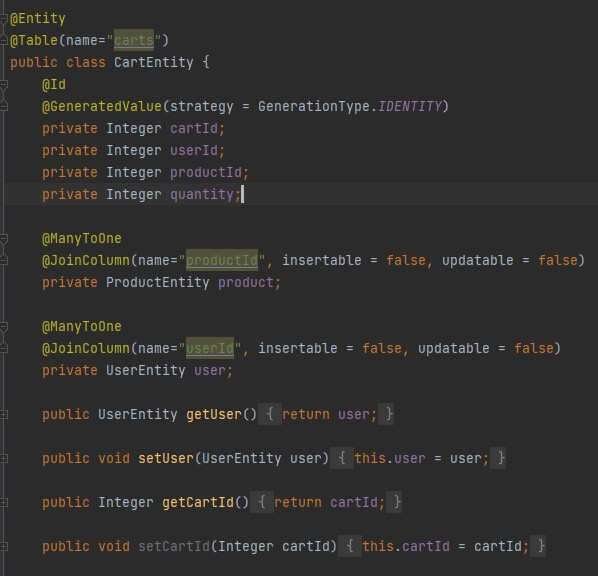 @Entity
@Table(name="carts")
public class CartEntity {
@Id
@GeneratedValue(strategy = GenerationType.IDENTITY)
private Integer cartId;
private Integer userId;
private Integer productId;
private Integer quantity;
@ManyToOne
@JoinColumn(name="productId", insertable = false, updatable = false)
private ProductEntity product;
@ManyToOne
@JoinColumn(name="userId", insertable = false, updatable = false)
private UserEntity user;
public UserEntity getUser() { return user; }
public void setUser(UserEntity user) { this.user = user; }
public Integer getCartId() { return cartId; }
public void setCartId(Integer cartId) { this.cartId = cartId; }